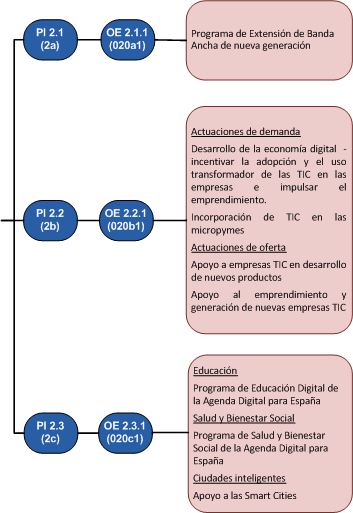 PI 2.1
(2a)
OE 2.1.1
(020a1)
Programa de Extensión de Banda
Ancha de nueva generación
PI 2.2
(2b)
OE 2.2.1
(020b1)
Actuaciones de demanda
Desarrollo de la economía digital -
incentivar la adopción y el uso
transformador de las TIC en las
empresas e impulsar el
emprendimiento.
Incorporación de TIC en las
micropymes
Actuaciones de oferta
Apoyo a empresas TIC en desarrollo
de nuevos productos
Apoyo al emprendimiento y
generación de nuevas empresas TIC
PI 2.3
(2c)
OE 2.3.1
(020c1)
Educación
Programa de Educación Digital de
la Agenda Digital para España
Salud y Bienestar Social
Programa de Salud y Bienestar
Social de la Agenda Digital para
España
Ciudades inteligentes
Apoyo a las Smart Cities